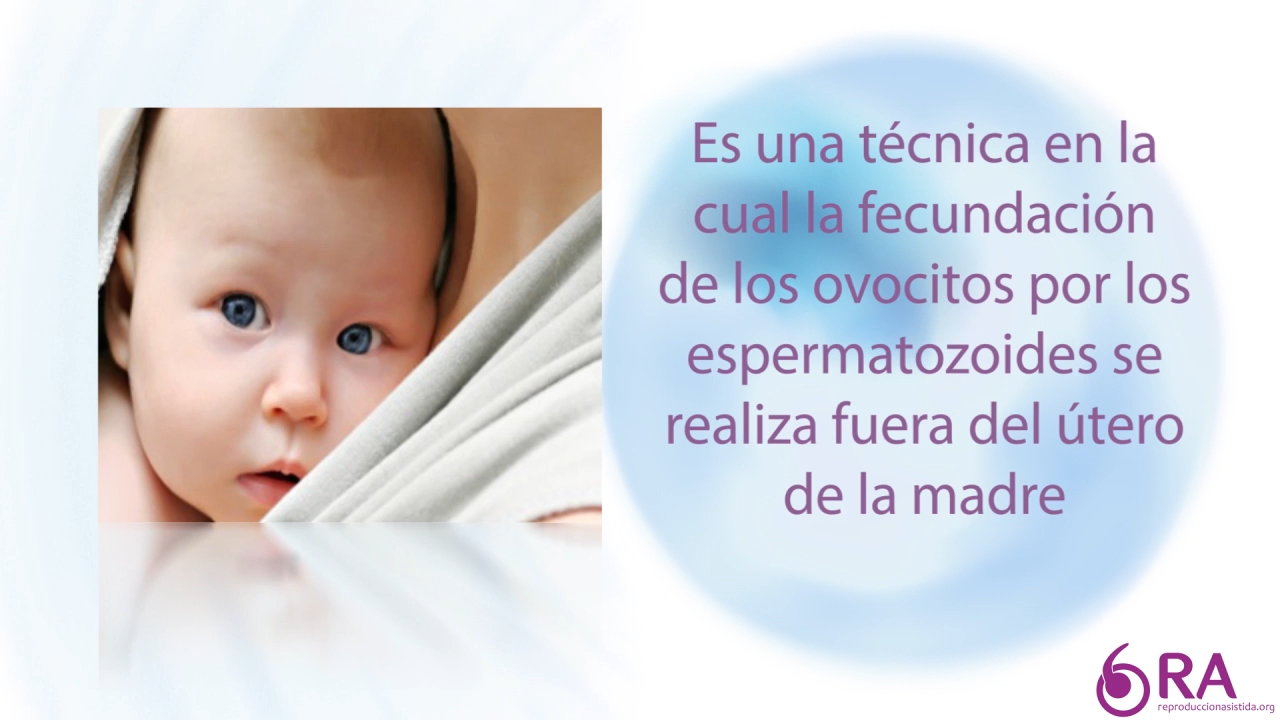 Es una técnica en la
cual la fecundación
de los ovocitos por los
espermatozoides se
realiza fuera del útero
de la madre
RA
reproduccionasistida.org